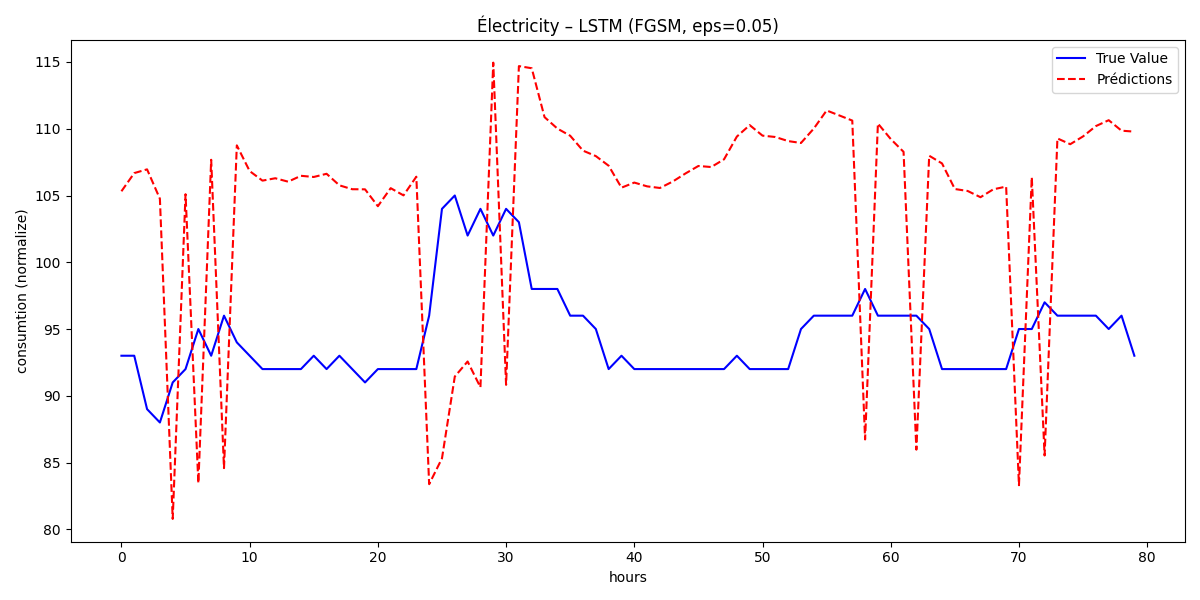 Électricity – LSTM (FGSM, eps=0.05)
True Value
Prédictions
consumtion (normalize)
115
110
105
100
95
90
85
80
0 10 20 30 40 50 60 70 80
hours